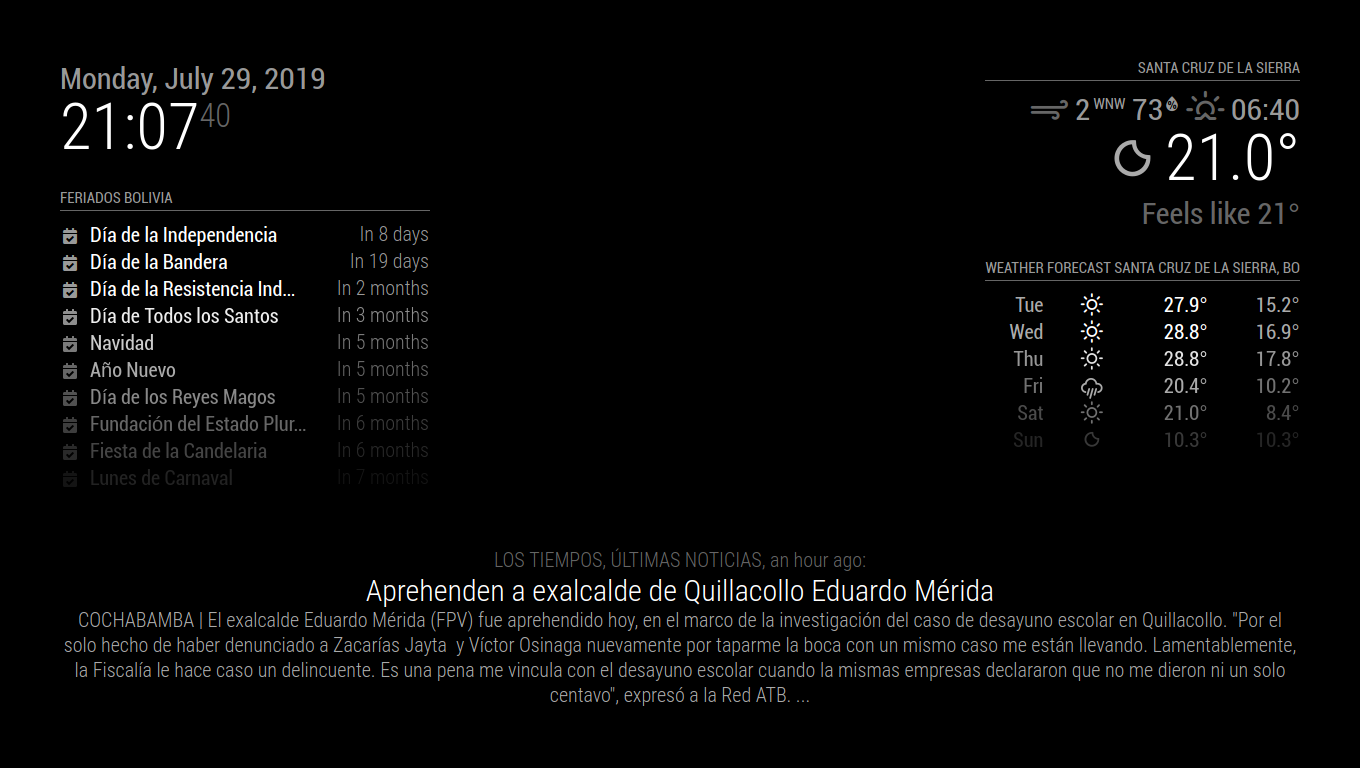 Monday, July 29, 2019
21:07 40
FERIADOS BOLIVIA
Día de la Independencia In 8 days
Día de la Bandera In 19 days
Día de la Resistencia Ind... In 2 months
Día de Todos los Santos In 3 months
Navidad In 5 months
Año Nuevo In 5 months
Día de los Reyes Magos In 5 months
Fundación del Estado Plur... In 6 months
Fiesta de la Candelaria In 6 months
Lunes de Carnaval In 7 months
SANTA CRUZ DE LA SIERRA
2 WNW 73% 06:40
21.0°
Feels like 21°
WEATHER FORECAST SANTA CRUZ DE LA SIERRA, BO
Tue 27.9° 15.2°
Wed 28.8° 16.9°
Thu 28.8° 17.8°
Fri 20.4° 10.2°
Sat 21.0° 8.4°
Sun 10.3° 10.3°
LOS TIEMPOS, ÚLTIMAS NOTICIAS, an hour ago:
Aprehenden a exalcalde de Quillacollo Eduardo Mérida
COCHABAMBA | El exalcalde Eduardo Mérida (FPV) fue aprehendido hoy, en el marco de la investigación del caso de desayuno escolar en Quillacollo. "Por el
solo hecho de haber denunciado a Zacarías Jayta y Víctor Osinaga nuevamente por taparme la boca con un mismo caso me están llevando. Lamentablemente,
la Fiscalía le hace caso un delincuente. Es una pena me vincula con el desayuno escolar cuando la mismas empresas declararon que no me dieron ni un solo
centavo", expresó a la Red ATB. ...